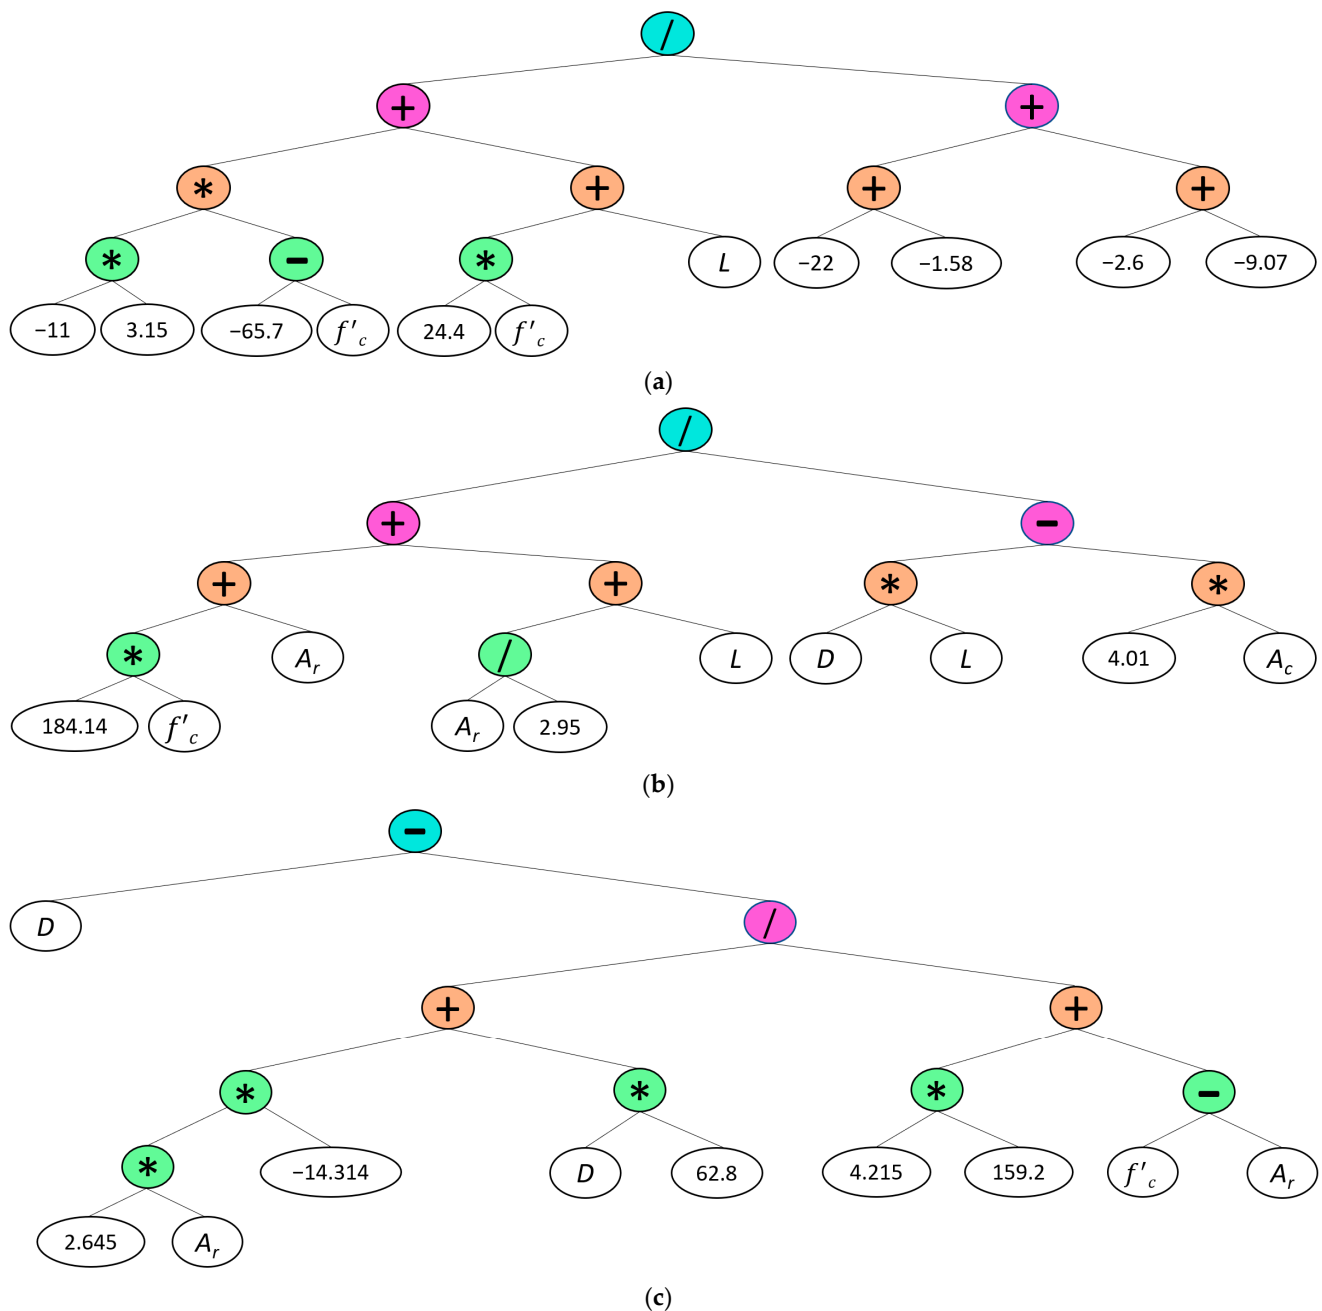 /
+ +
* + + +
* − * L −22 −1.58 −2.6 −9.07
−11 3.15 −65.7 f′c 24.4 f′c
(a)
/
+ −
+ + * *
* Ar / L D L 4.01 Ac
184.14 f′c Ar 2.95
(b)
−
D /
+ +
* * * −
* −14.314 D 62.8 4.215 159.2 f′c Ar
2.645 Ar
(c)